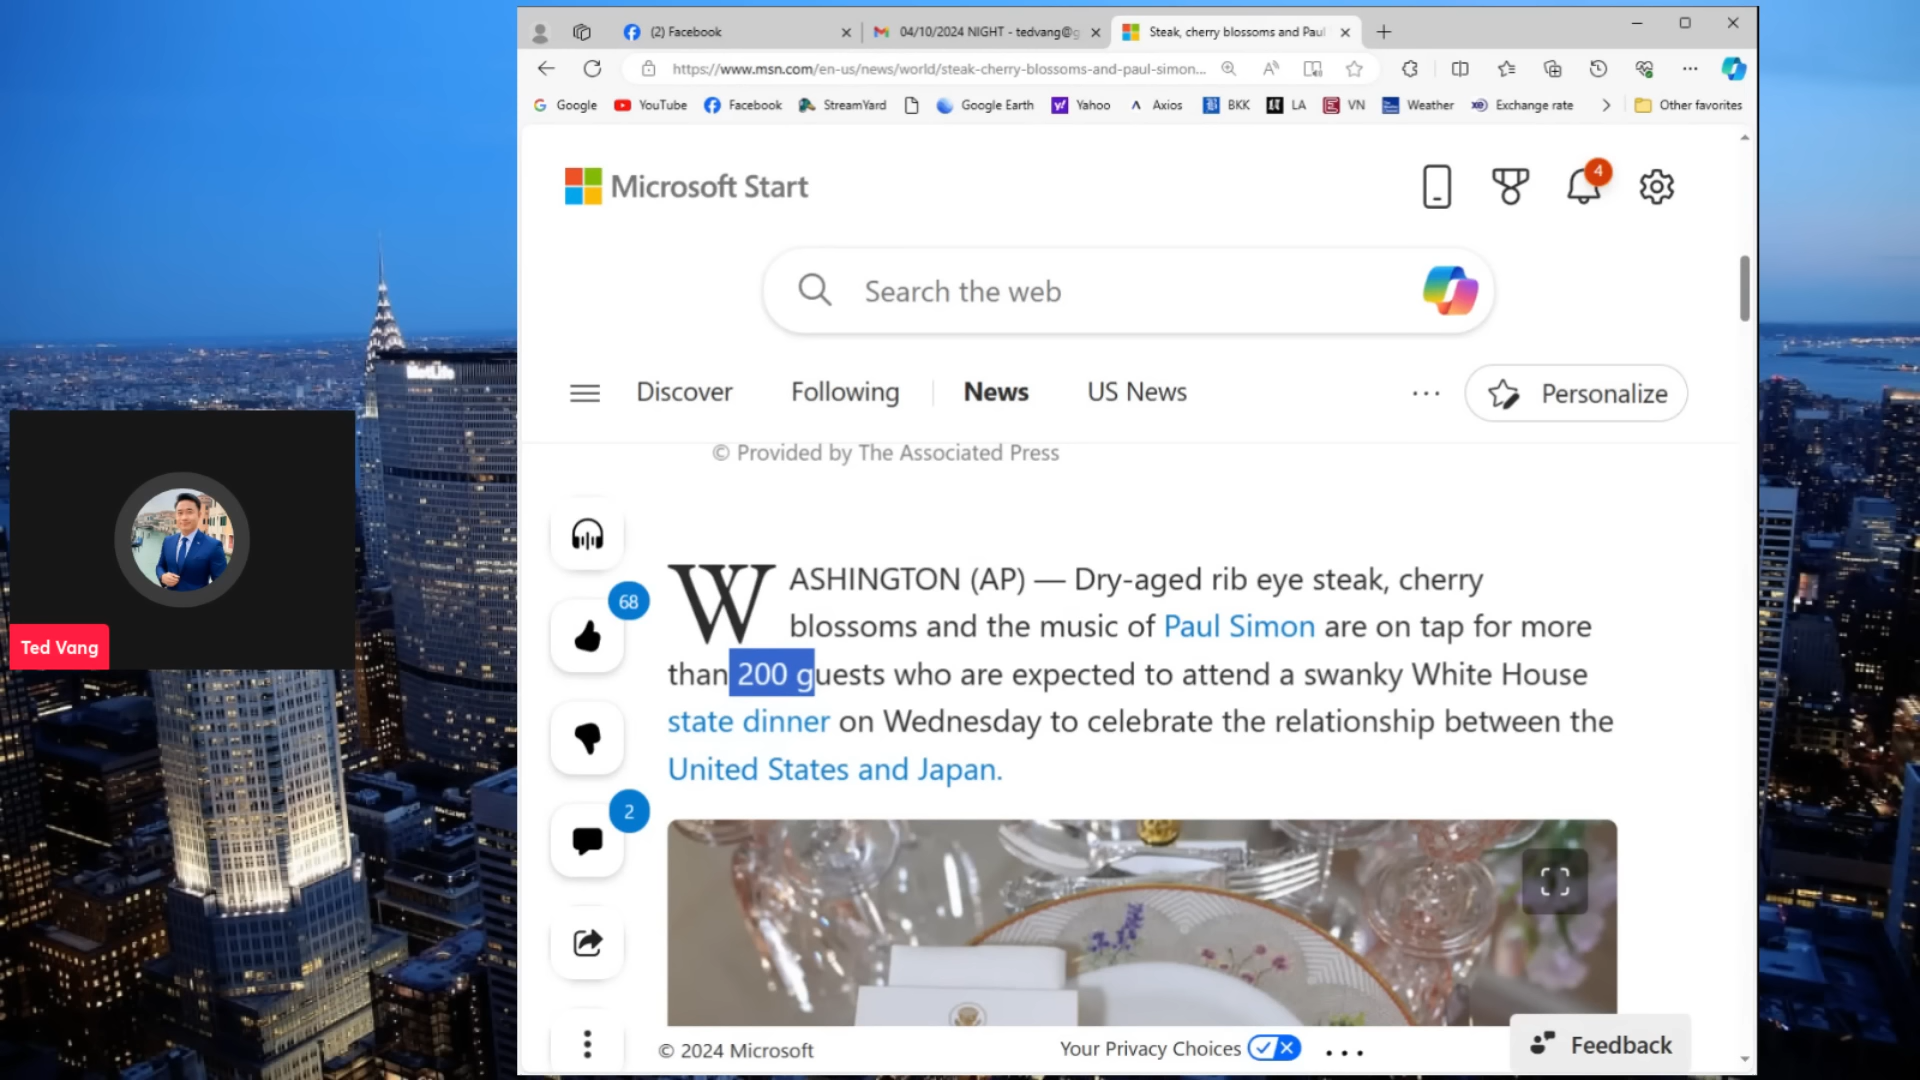 (2) Facebook
04/10/2024 NIGHT - tedvang@g
Steak, cherry blossoms and Paul
https://www.msn.com/en-us/news/world/steak-cherry-blossoms-and-paul-simon...
Google
YouTube
Facebook
StreamYard
Google Earth
Yahoo
Axios
BKK
LA
VN
Weather
Exchange rate
Other favorites
Microsoft Start
4
Search the web
Discover
Following
News
US News
Personalize
© Provided by The Associated Press
MetLife
68
2
WASHINGTON (AP) — Dry-aged rib eye steak, cherry
blossoms and the music of Paul Simon are on tap for more
than 200 guests who are expected to attend a swanky White House
state dinner on Wednesday to celebrate the relationship between the
United States and Japan.
Ted Vang
© 2024 Microsoft
Your Privacy Choices
Feedback